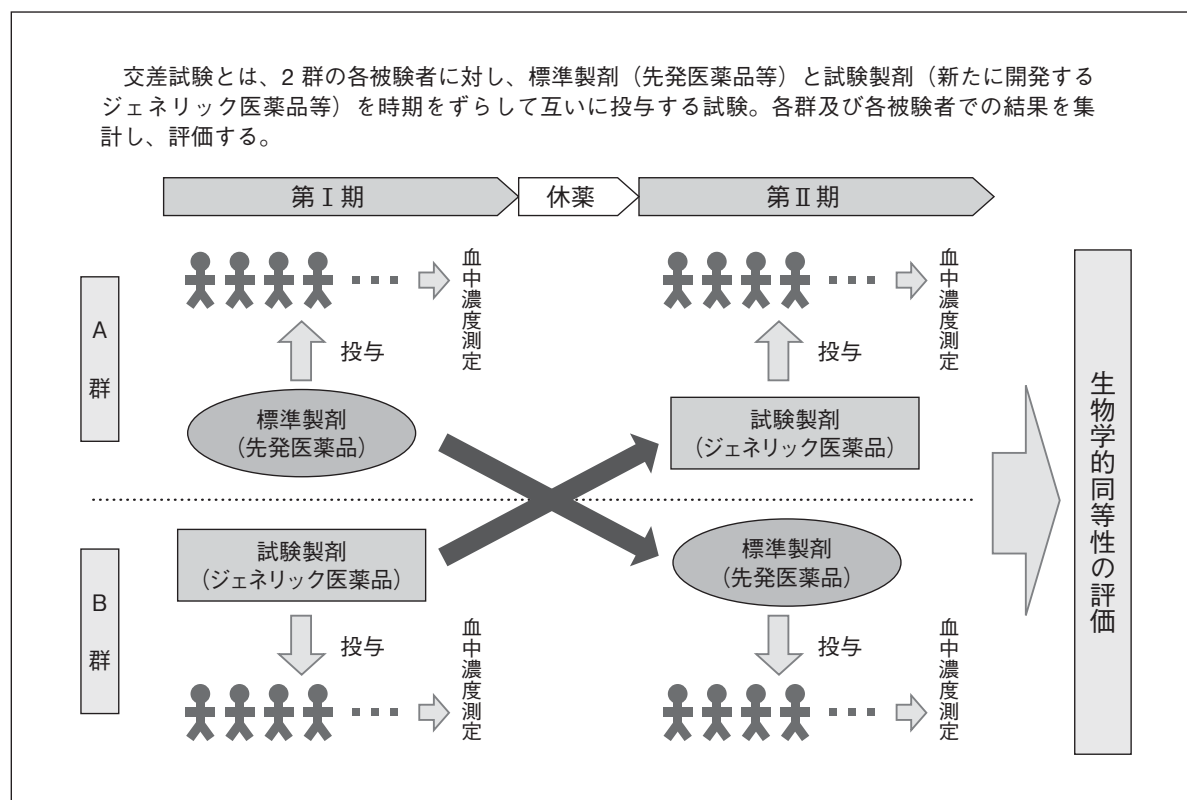 交差試験とは、2 群の各被験者に対し、標準製剤（先発医薬品等）と試験製剤（新たに開発する
ジェネリック医薬品等）を時期をずらして互いに投与する試験。各群及び各被験者での結果を集
計し、評価する。
第Ⅰ期
休薬
第Ⅱ期
A群
血中濃度測定
投与
標準製剤
（先発医薬品）
血中濃度測定
投与
試験製剤
（ジェネリック医薬品）
B群
試験製剤
（ジェネリック医薬品）
投与
血中濃度測定
標準製剤
（先発医薬品）
投与
血中濃度測定
生物学的同等性の評価